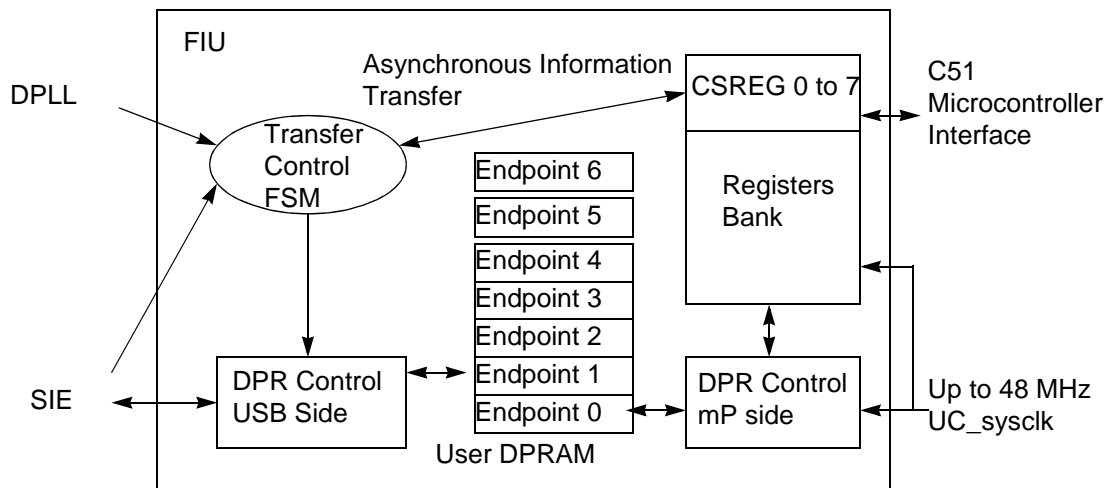 FIU
DPLL
Asynchronous Information
Transfer
CSREG 0 to 7
C51
Microcontroller
Interface
Transfer
Control
FSM
Registers
Bank
Endpoint 6
Endpoint 5
Endpoint 4
Endpoint 3
Endpoint 2
Endpoint 1
Endpoint 0
User DPRAM
SIE
DPR Control
USB Side
DPR Control
mP side
Up to 48 MHz
UC_sysclk